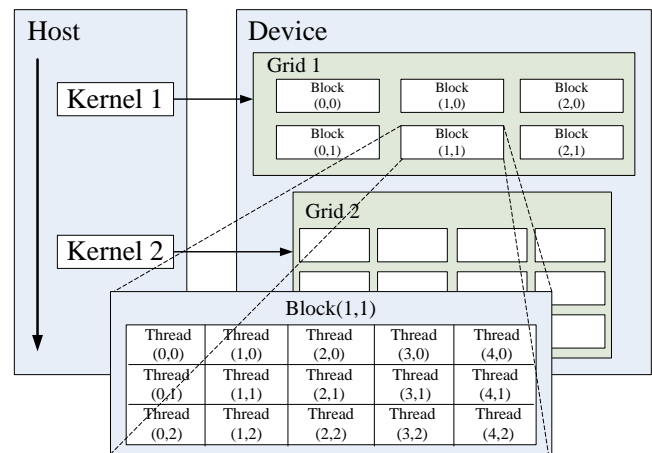 Host
Device
Grid 1
Kernel 1
Block
(0,0)
Block
(1,0)
Block
(2,0)
Block
(0,1)
Block
(1,1)
Block
(2,1)
Grid 2
Kernel 2
Block(1,1)
Thread
(0,0)
Thread
(1,0)
Thread
(2,0)
Thread
(3,0)
Thread
(4,0)
Thread
(0,1)
Thread
(1,1)
Thread
(2,1)
Thread
(3,1)
Thread
(4,1)
Thread
(0,2)
Thread
(1,2)
Thread
(2,2)
Thread
(3,2)
Thread
(4,2)